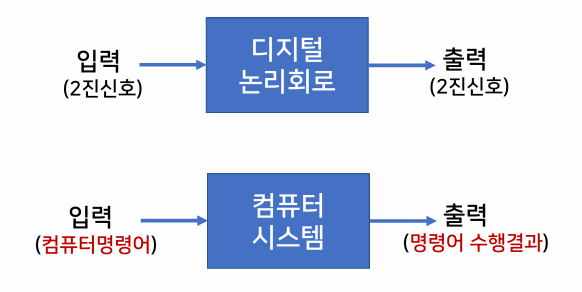 입력
(2진신호)
디지털
논리회로
출력
(2진신호)
입력
(컴퓨터명령어)
컴퓨터
시스템
출력
(명령어 수행결과)